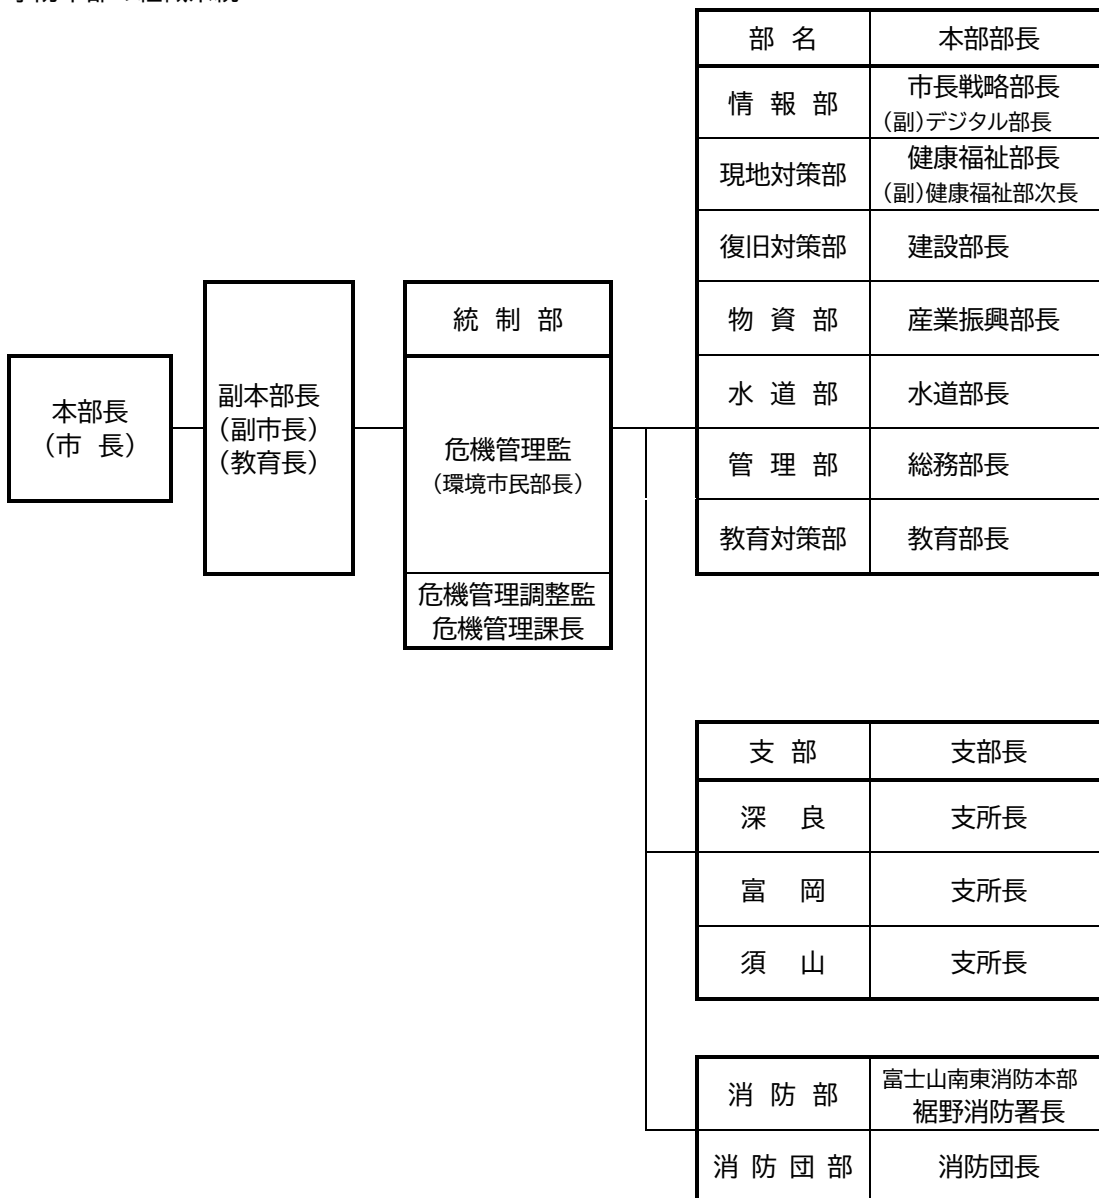 部 名 本部部長
情 報 部 市長戦略部長
(副)デジタル部長
現地対策部 健康福祉部長
(副)健康福祉部次長
復旧対策部 建設部長
物 資 部 産業振興部長
水 道 部 水道部長
管 理 部 総務部長
教育対策部 教育部長
本部長
(市 長)
副本部長
(副市長)
(教育長)
統 制 部
危機管理監
(環境市民部長)
危機管理調整監
危機管理課長
支 部 支部長
深 良 支所長
富 岡 支所長
須 山 支所長
消 防 部 富士山南東消防本部
裾野消防署長
消 防 団 部 消防団長